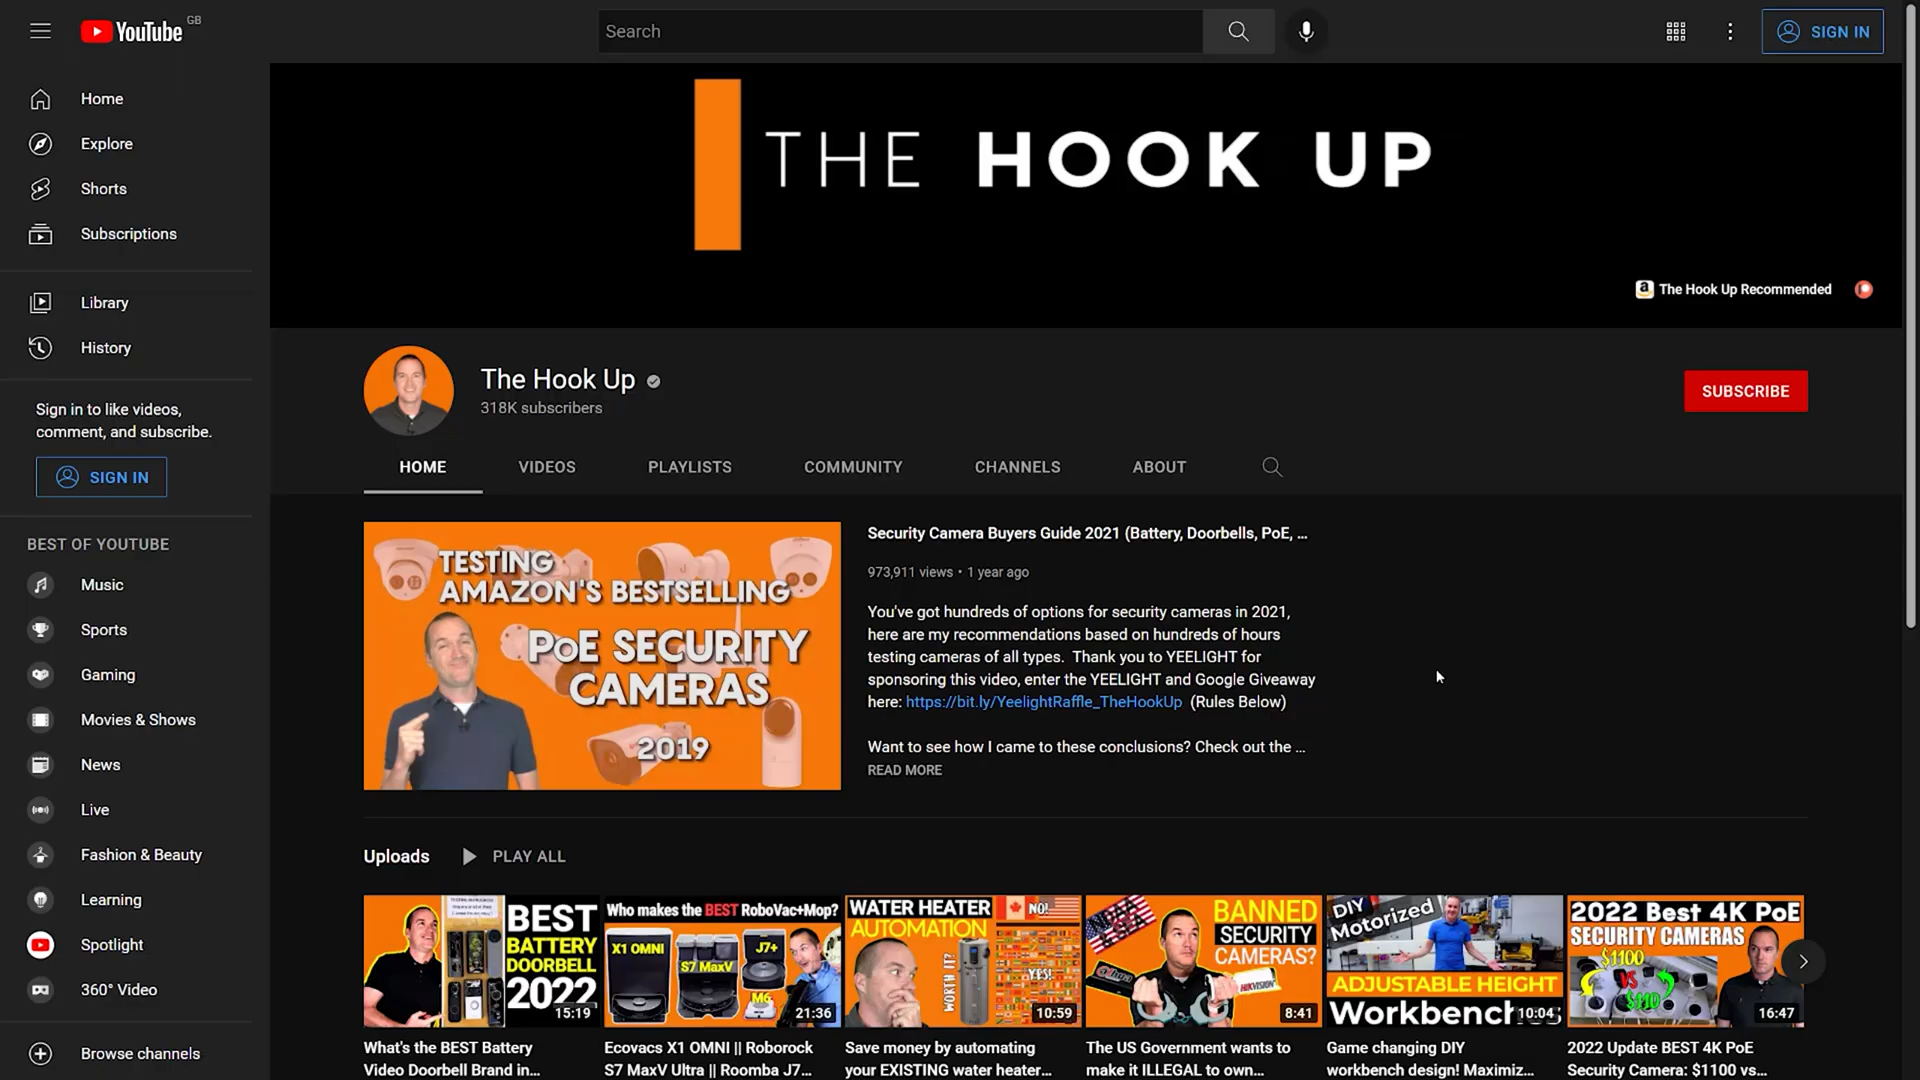 YouTube GB
Search
SIGN IN
Home
Explore
Shorts
Subscriptions
Library
History
Sign in to like videos,
comment, and subscribe.
SIGN IN
BEST OF YOUTUBE
Music
Sports
Gaming
Movies & Shows
News
Live
Fashion & Beauty
Learning
Spotlight
360° Video
Browse channels
THE HOOK UP
The Hook Up Recommended
The Hook Up
318K subscribers
SUBSCRIBE
HOME
VIDEOS
PLAYLISTS
COMMUNITY
CHANNELS
ABOUT
TESTING
AMAZON'S BESTSELLING
PoE SECURITY
CAMERAS
2019
Security Camera Buyers Guide 2021 (Battery, Doorbells, PoE, ...
973,911 views • 1 year ago
You've got hundreds of options for security cameras in 2021,
here are my recommendations based on hundreds of hours
testing cameras of all types. Thank you to YEELIGHT for
sponsoring this video, enter the YEELIGHT and Google Giveaway
here: https://bit.ly/YeelightRaffle_TheHookUp (Rules Below)
Want to see how I came to these conclusions? Check out the ...
READ MORE
Uploads
PLAY ALL
BEST
BATTERY
DOORBELL
2022
15:19
What's the BEST Battery
Video Doorbell Brand in...
Who makes the BEST RoboVac+Mop?
X1 OMNI
S7 MaxV
J7+
M6
21:36
Ecovacs X1 OMNI || Roborock
S7 MaxV Ultra || Roomba J7...
WATER HEATER
AUTOMATION
WORTH IT?
NO!
YES!
10:59
Save money by automating
your EXISTING water heater...
BANNED
SECURITY
CAMERAS?
alhua
HIKVISION
8:41
The US Government wants to
make it ILLEGAL to own...
DIY
Motorized
ADJUSTABLE HEIGHT
Workbenches
10:04
Game changing DIY
workbench design! Maximiz...
2022 Best 4K PoE
SECURITY CAMERAS
$1100
VS
$110
16:47
2022 Update BEST 4K PoE
Security Camera: $1100 vs...